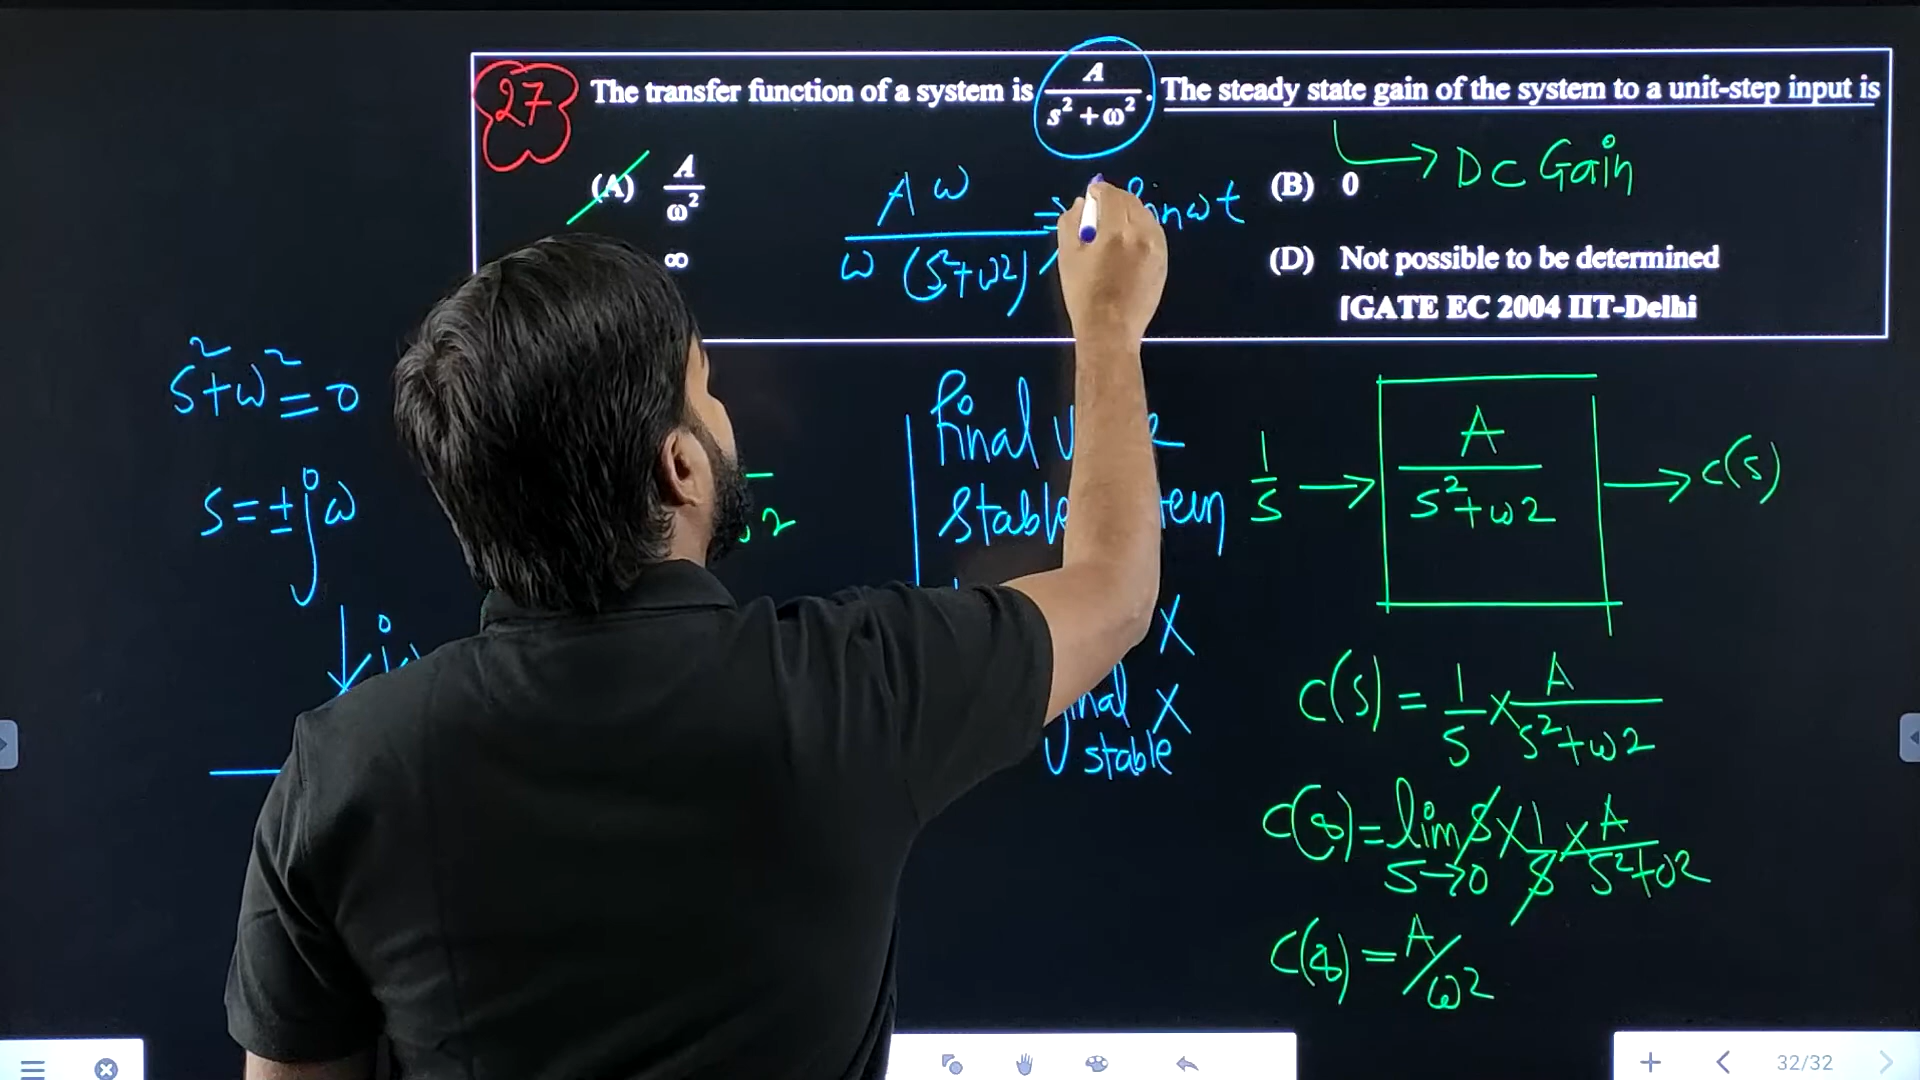 27 The transfer function of a system is A / s² + ω² . The steady state gain of the system to a unit-step input is
→ DC Gain
(A) A / ω²
(B) 0
Aω / ω (s²+ω2) ⇒ sinωt
∞
(D) Not possible to be determined
[GATE EC 2004 IIT-Delhi
s²+ω²=0
s=±jω
jω
2
final
stable
X
X
stable
1/s → A / s²+ω2 → C(s)
C(s) = 1/s × A / s²+ω2
C(∞)=lim s→0 s × 1/s × A / s²+ω2
C(∞) = A/ω2
32/32